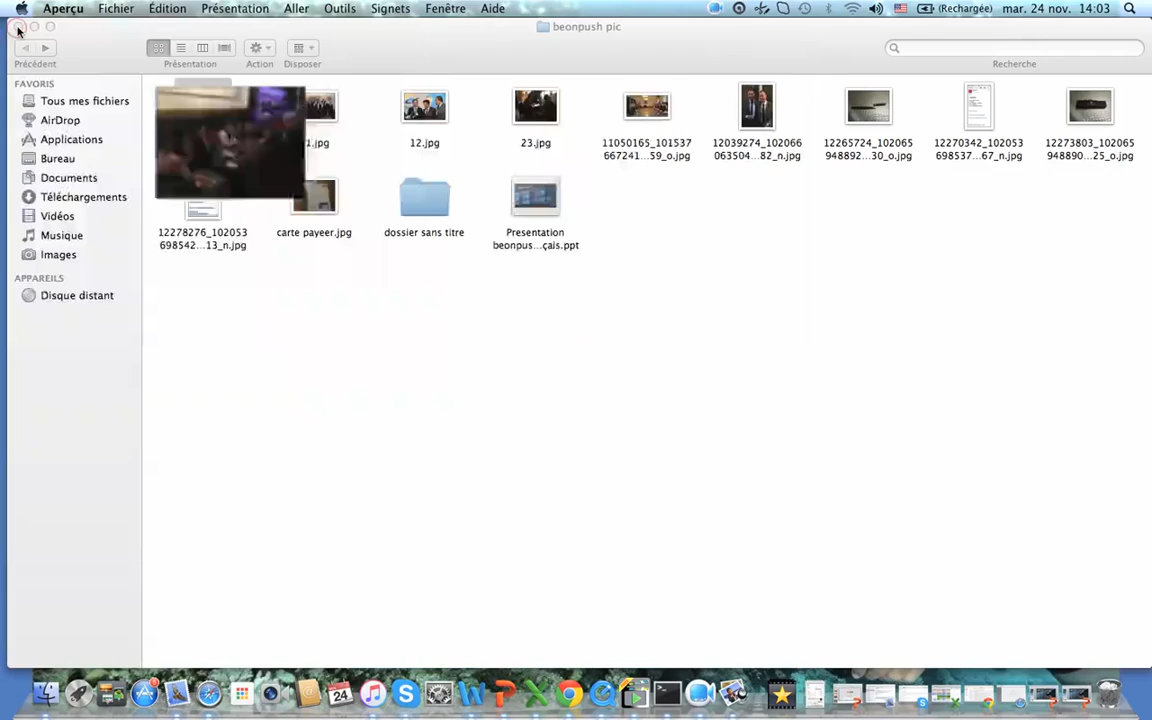 Aperçu Fichier Édition Présentation Aller Outils Signets Fenêtre Aide (Rechargée) mar. 24 nov. 14:03
beonpush pic
Précédent Présentation Action Disposer Recherche
FAVORIS
Tous mes fichiers
AirDrop
Applications
Bureau
Documents
Téléchargements
Vidéos
Musique
Images
APPAREILS
Disque distant
1.jpg
12.jpg
23.jpg
11050165_101537
667241...59_o.jpg
12039274_102066
063504...82_n.jpg
12265724_102065
948892...30_o.jpg
12270342_102053
698537...67_n.jpg
12273803_102065
948890...25_o.jpg
12278276_102053
698542...13_n.jpg
carte payeer.jpg
dossier sans titre
Presentation
beonpus...çais.ppt
24